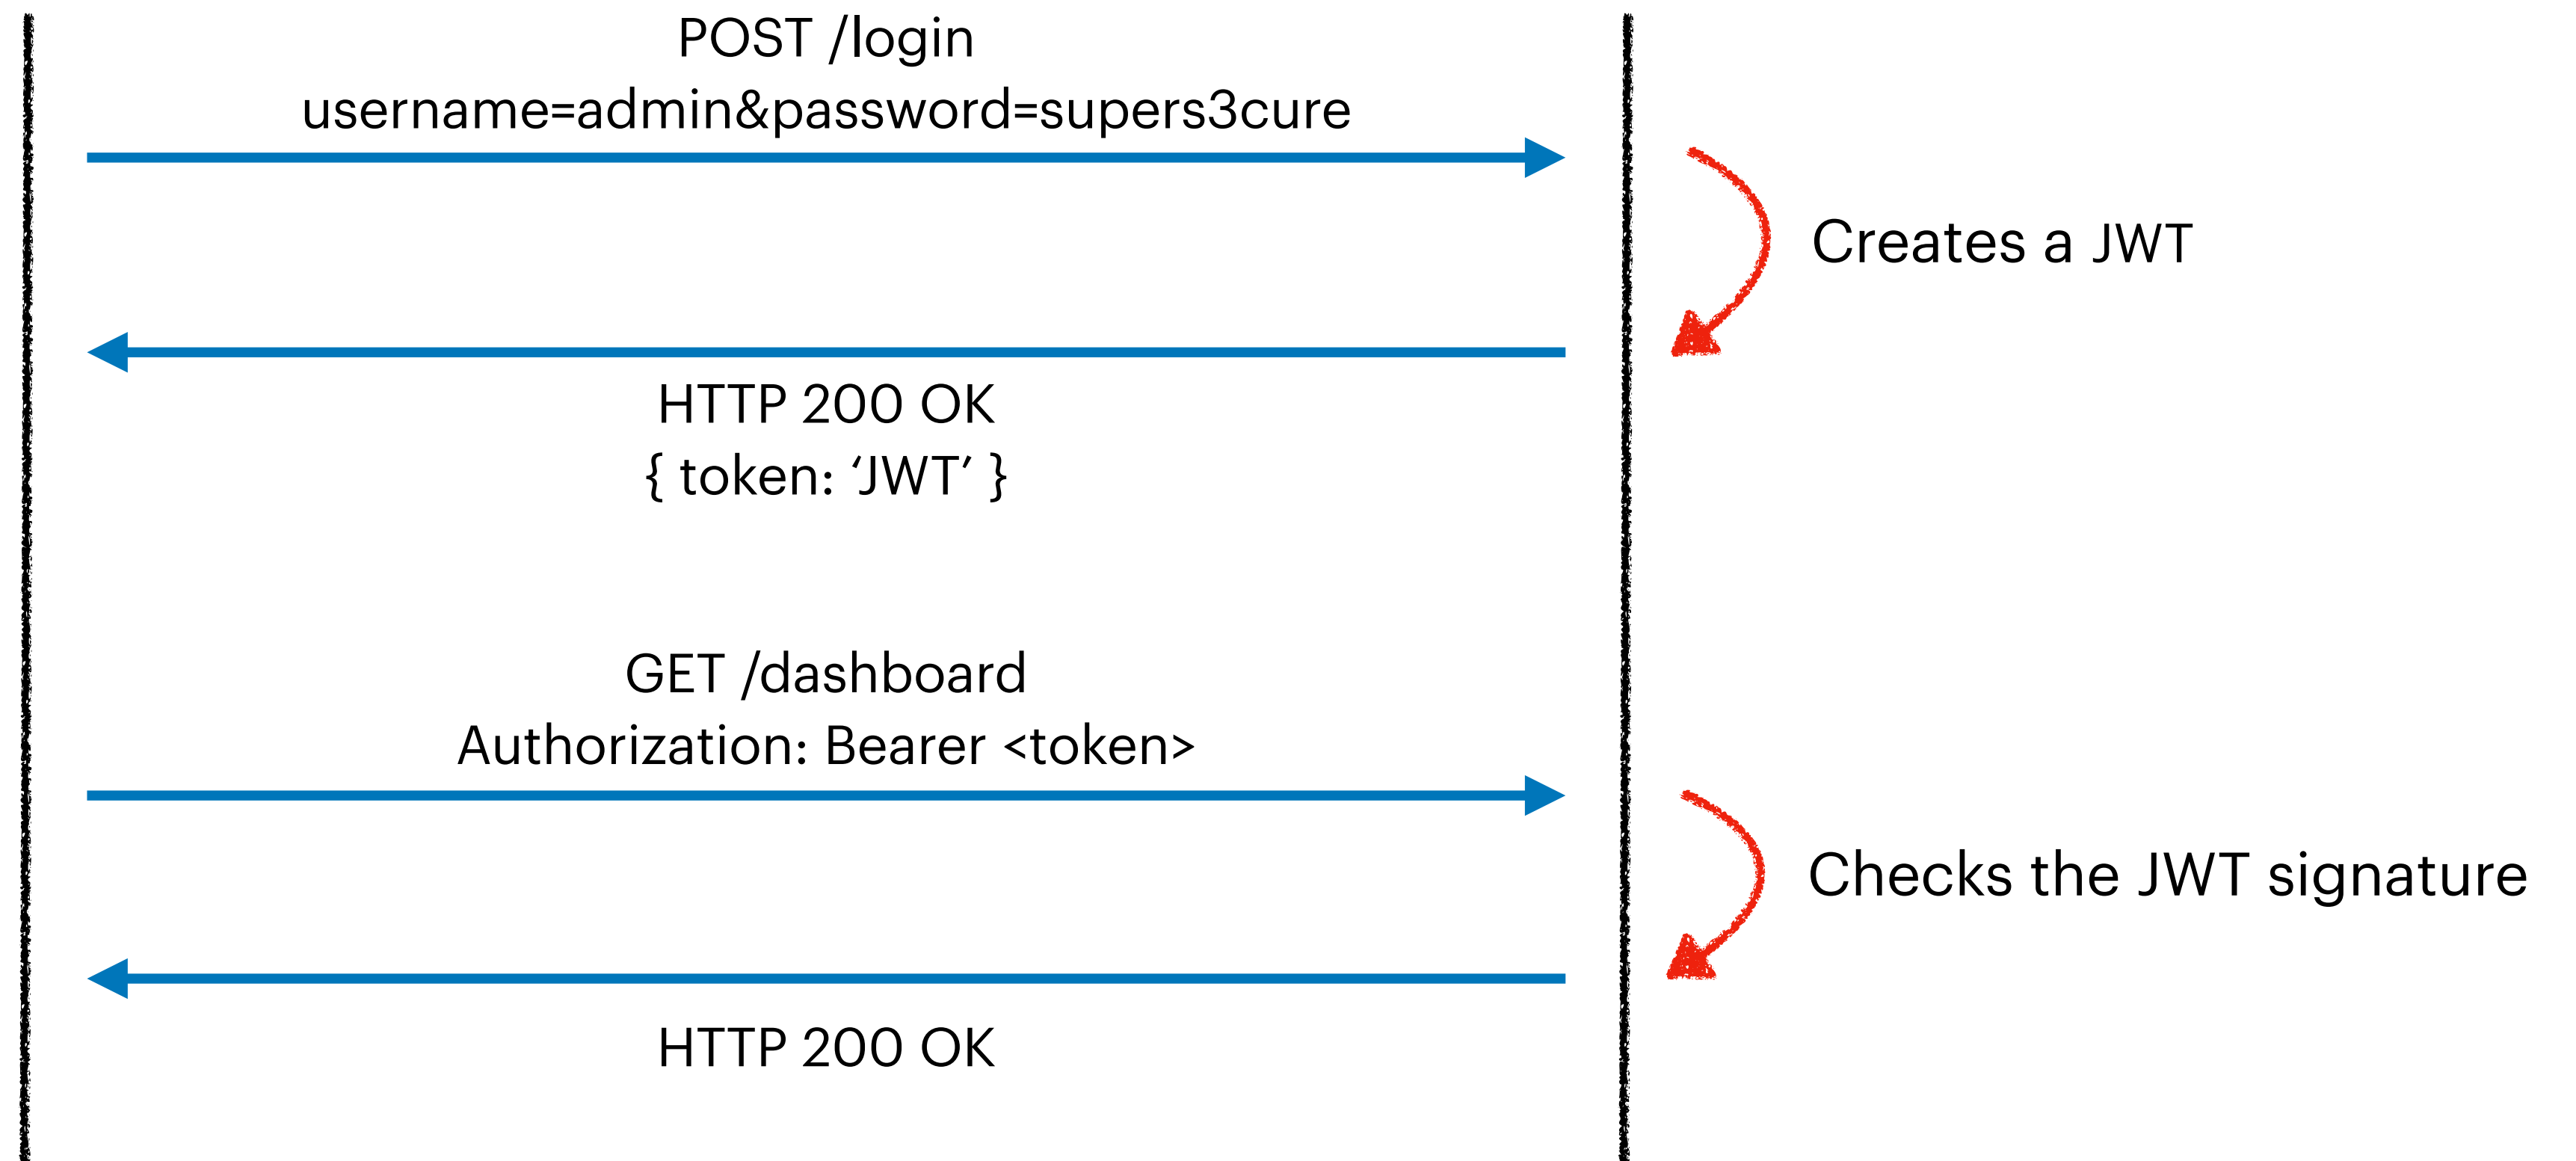 POST /login
username=admin&password=supers3cure
Creates a JWT
HTTP 200 OK
{ token: ‘JWT’ }
GET /dashboard
Authorization: Bearer <token>
Checks the JWT signature
HTTP 200 OK